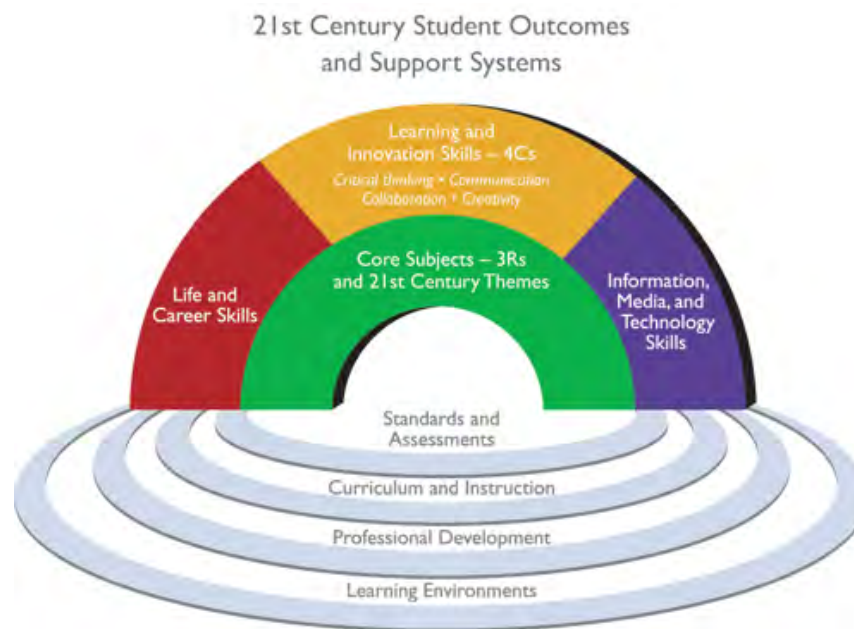 21st Century Student Outcomes
and Support Systems
Learning and
Innovation Skills – 4Cs
Critical thinking • Communication
Collaboration • Creativity
Core Subjects – 3Rs
and 21st Century Themes
Life and
Career Skills
Information,
Media, and
Technology
Skills
Standards and
Assessments
Curriculum and Instruction
Professional Development
Learning Environments